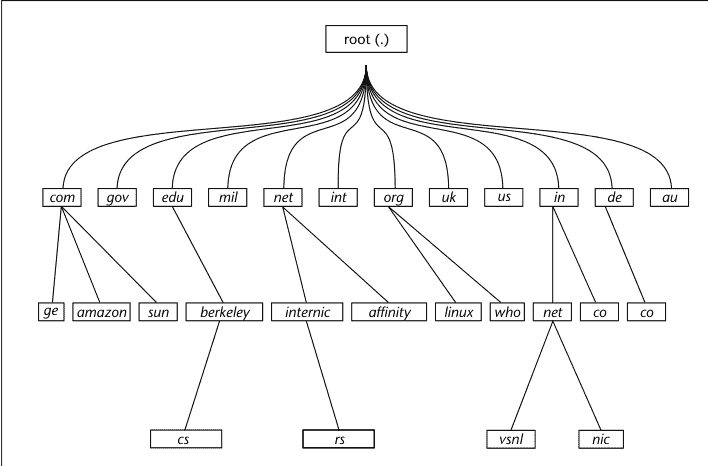 root (.)
com gov edu mil net int org uk us in de au
ge amazon sun berkeley internic affinity linux who net co co
cs rs vsnl nic